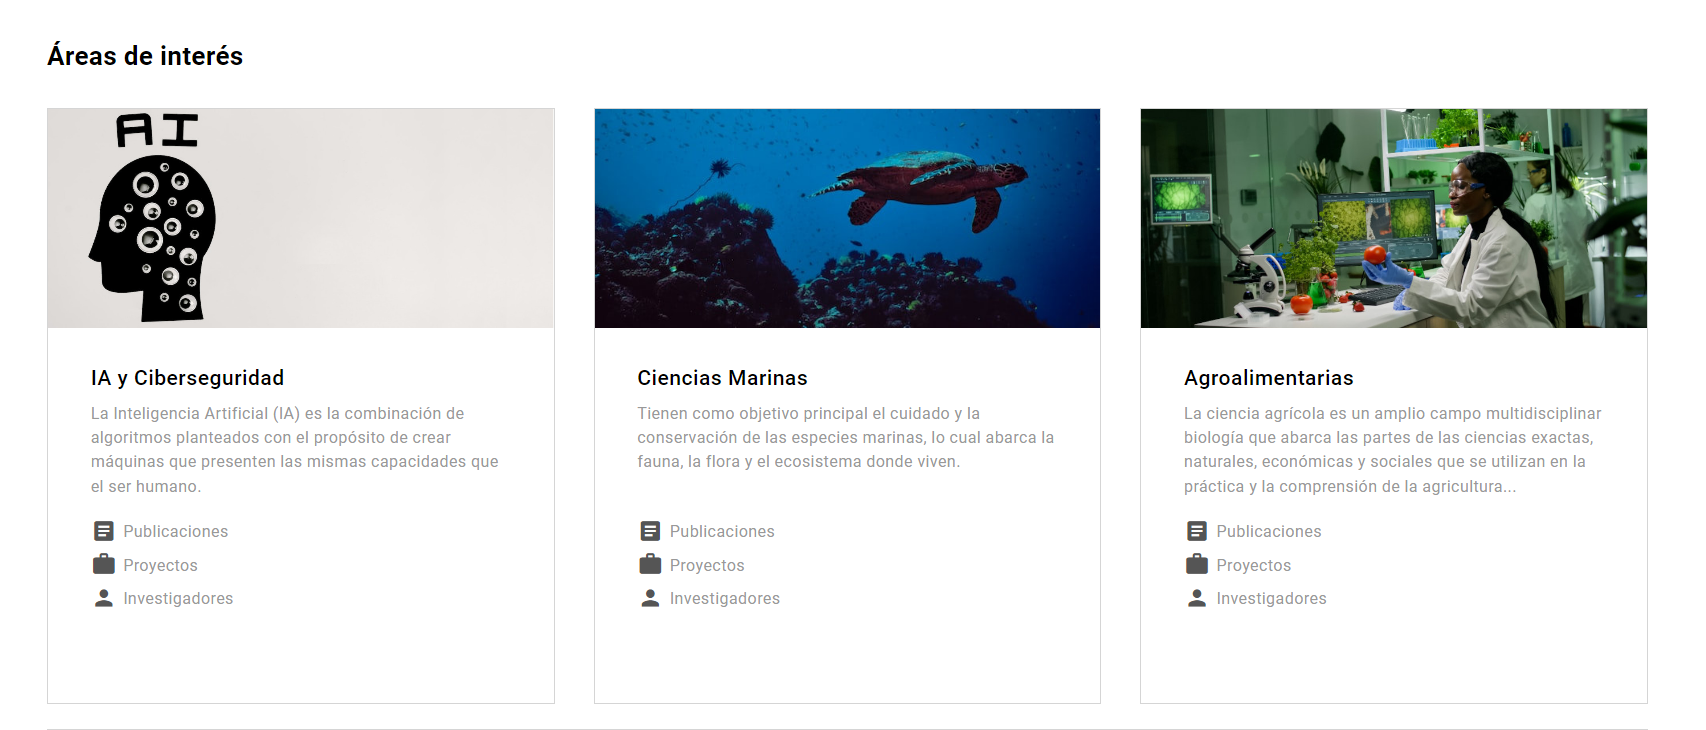 Áreas de interés
AI
IA y Ciberseguridad
La Inteligencia Artificial (IA) es la combinación de
algoritmos planteados con el propósito de crear
máquinas que presenten las mismas capacidades que
el ser humano.
Publicaciones
Proyectos
Investigadores
Ciencias Marinas
Tienen como objetivo principal el cuidado y la
conservación de las especies marinas, lo cual abarca la
fauna, la flora y el ecosistema donde viven.
Publicaciones
Proyectos
Investigadores
Agroalimentarias
La ciencia agrícola es un amplio campo multidisciplinar
biología que abarca las partes de las ciencias exactas,
naturales, económicas y sociales que se utilizan en la
práctica y la comprensión de la agricultura...
Publicaciones
Proyectos
Investigadores